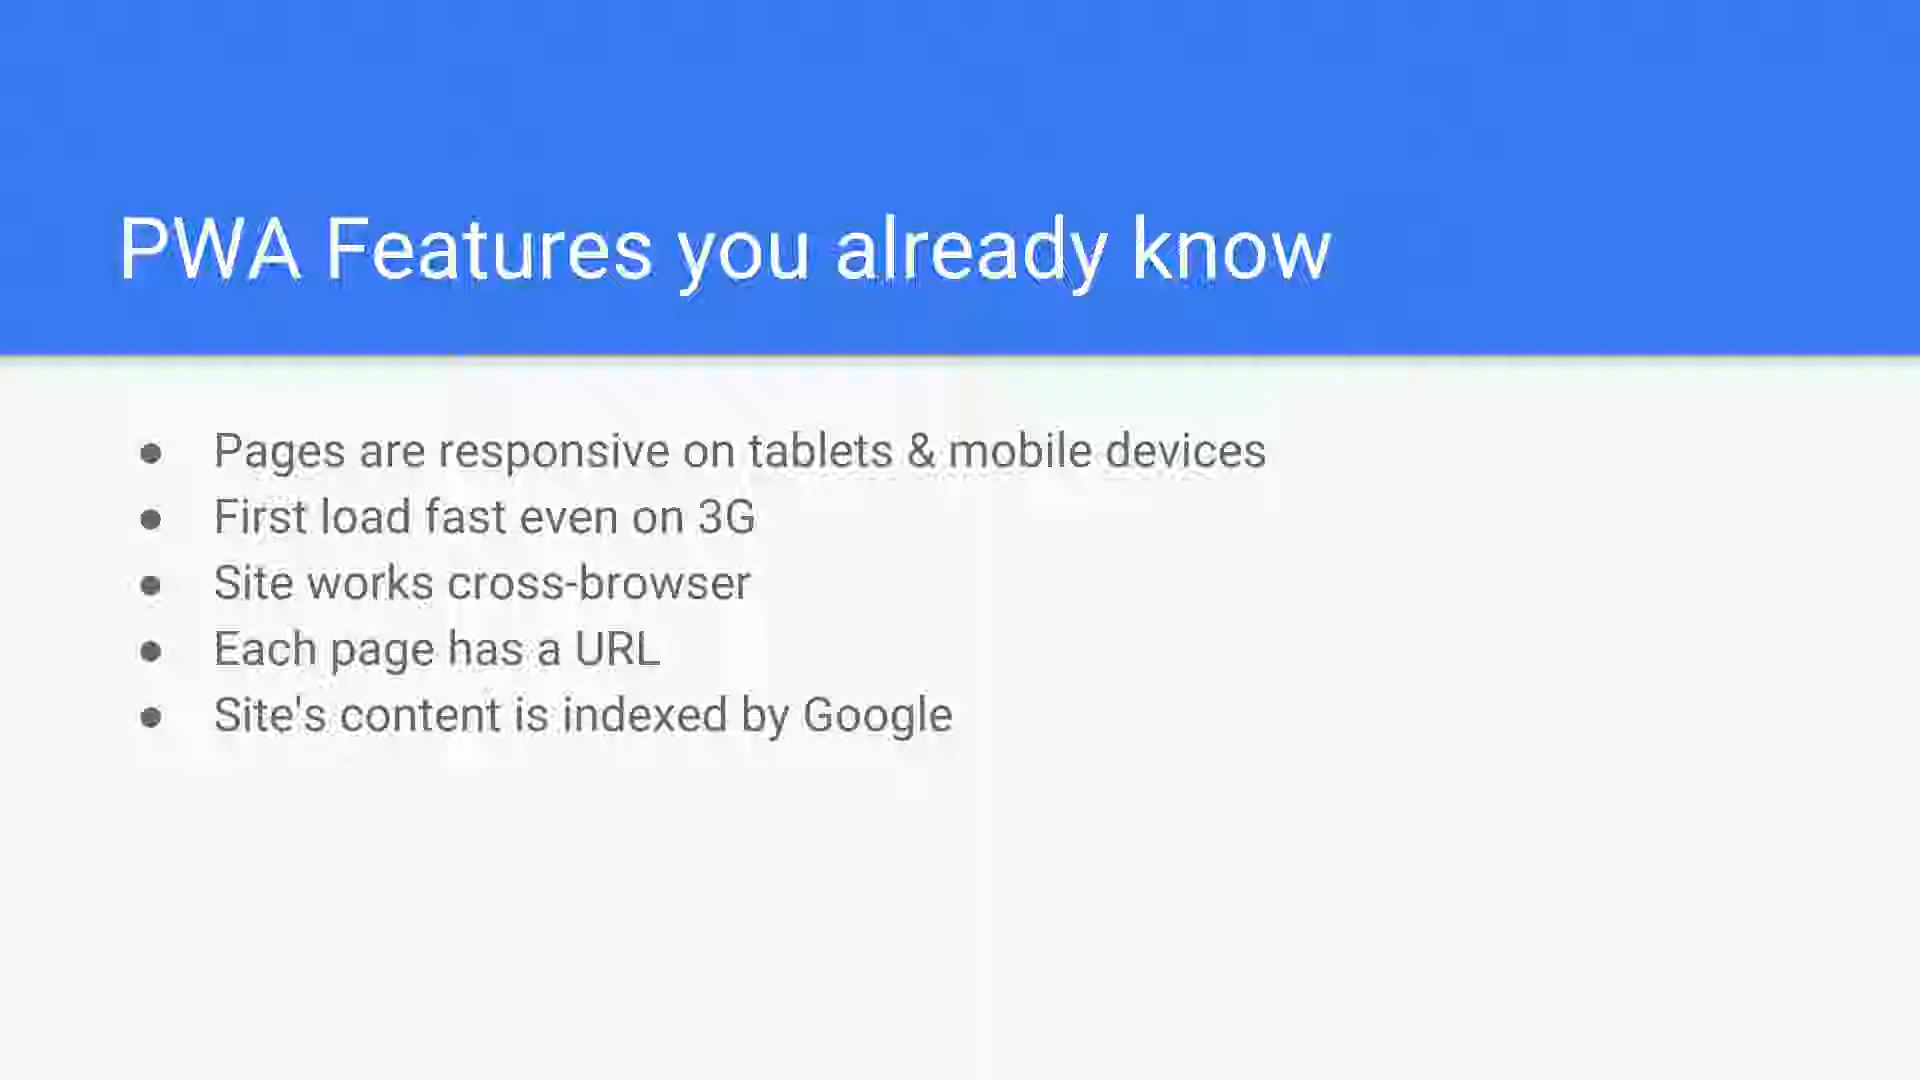 PWA Features you already know
● Pages are responsive on tablets & mobile devices
● First load fast even on 3G
● Site works cross-browser
● Each page has a URL
● Site's content is indexed by Google